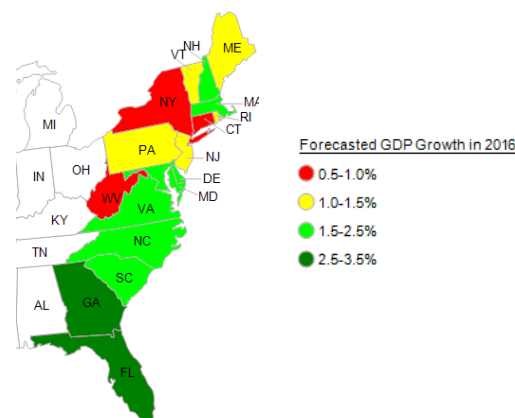 NH
ME
VT
NY
MA
MI
RI
CT
PA
NJ
OH
IN
DE
MD
WV
VA
KY
NC
TN
SC
AL
GA
FL
Forecasted GDP Growth in 2016
0.5-1.0%
1.0-1.5%
1.5-2.5%
2.5-3.5%